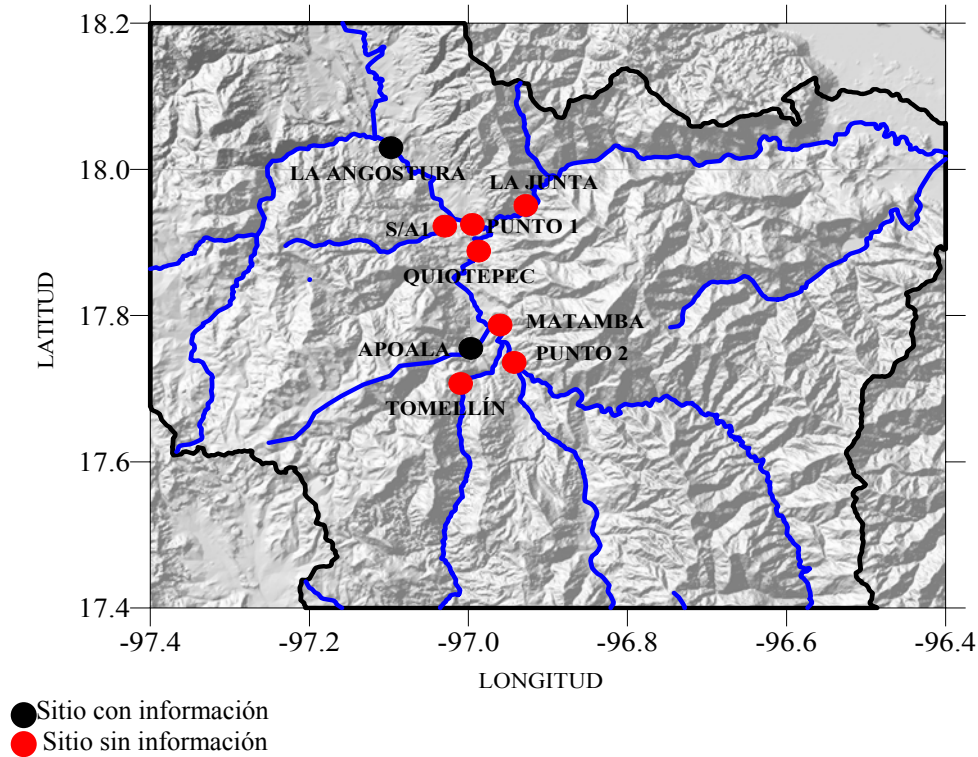 18.2
18.0
17.8
17.6
17.4
LATITUD
LA ANGOSTURA
LA JUNTA
S/A1
PUNTO 1
QUIOTEPEC
MATAMBA
APOALA
PUNTO 2
TOMELLÍN
-97.4
-97.2
-97.0
-96.8
-96.6
-96.4
LONGITUD
Sitio con información
Sitio sin información